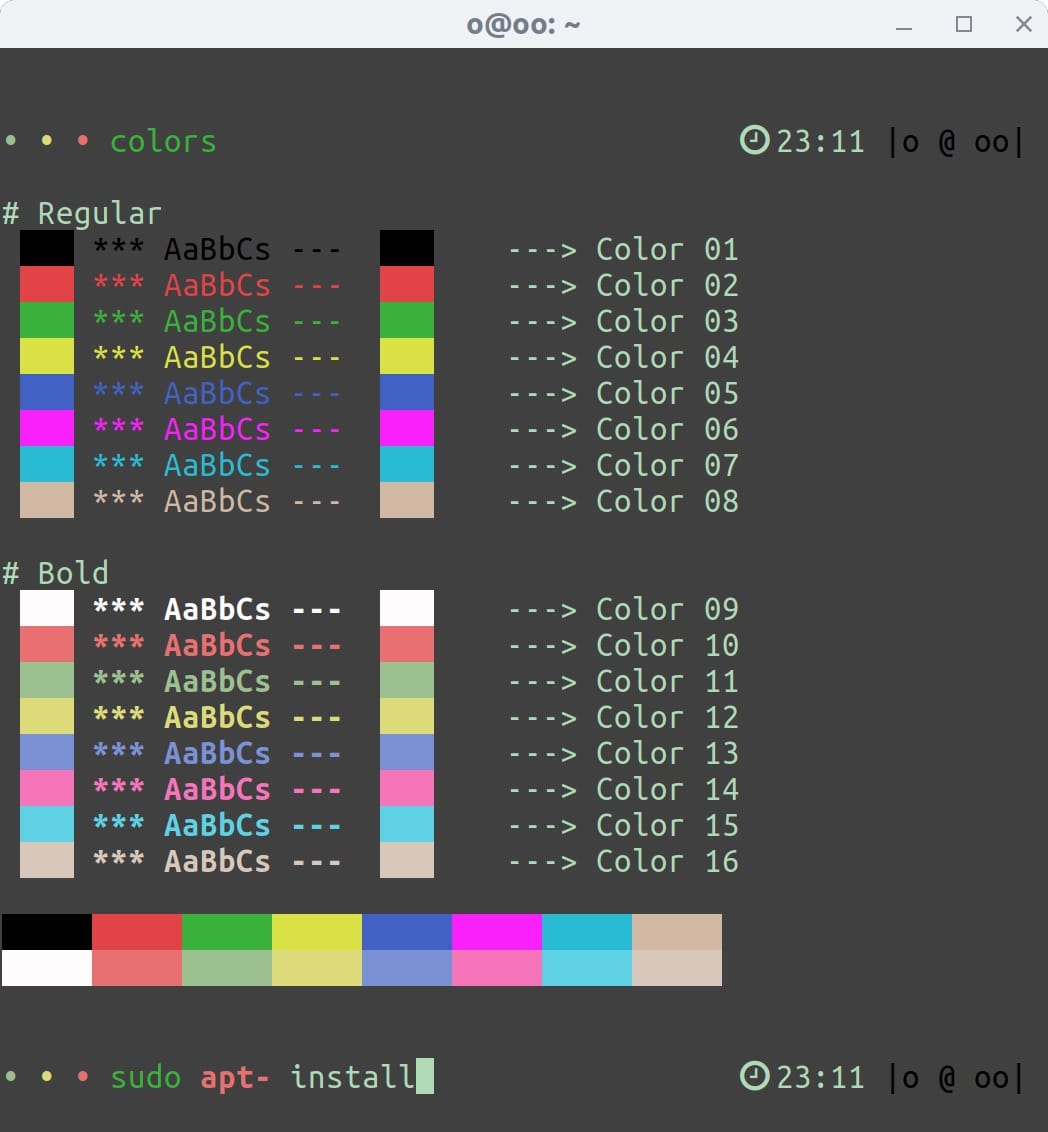 o@oo: ~
• • • colors 23:11 |o @ oo|
# Regular
*** AaBbCs --- ---> Color 01
*** AaBbCs --- ---> Color 02
*** AaBbCs --- ---> Color 03
*** AaBbCs --- ---> Color 04
*** AaBbCs --- ---> Color 05
*** AaBbCs --- ---> Color 06
*** AaBbCs --- ---> Color 07
*** AaBbCs --- ---> Color 08
# Bold
*** AaBbCs --- ---> Color 09
*** AaBbCs --- ---> Color 10
*** AaBbCs --- ---> Color 11
*** AaBbCs --- ---> Color 12
*** AaBbCs --- ---> Color 13
*** AaBbCs --- ---> Color 14
*** AaBbCs --- ---> Color 15
*** AaBbCs --- ---> Color 16
• • • sudo apt- install 23:11 |o @ oo|